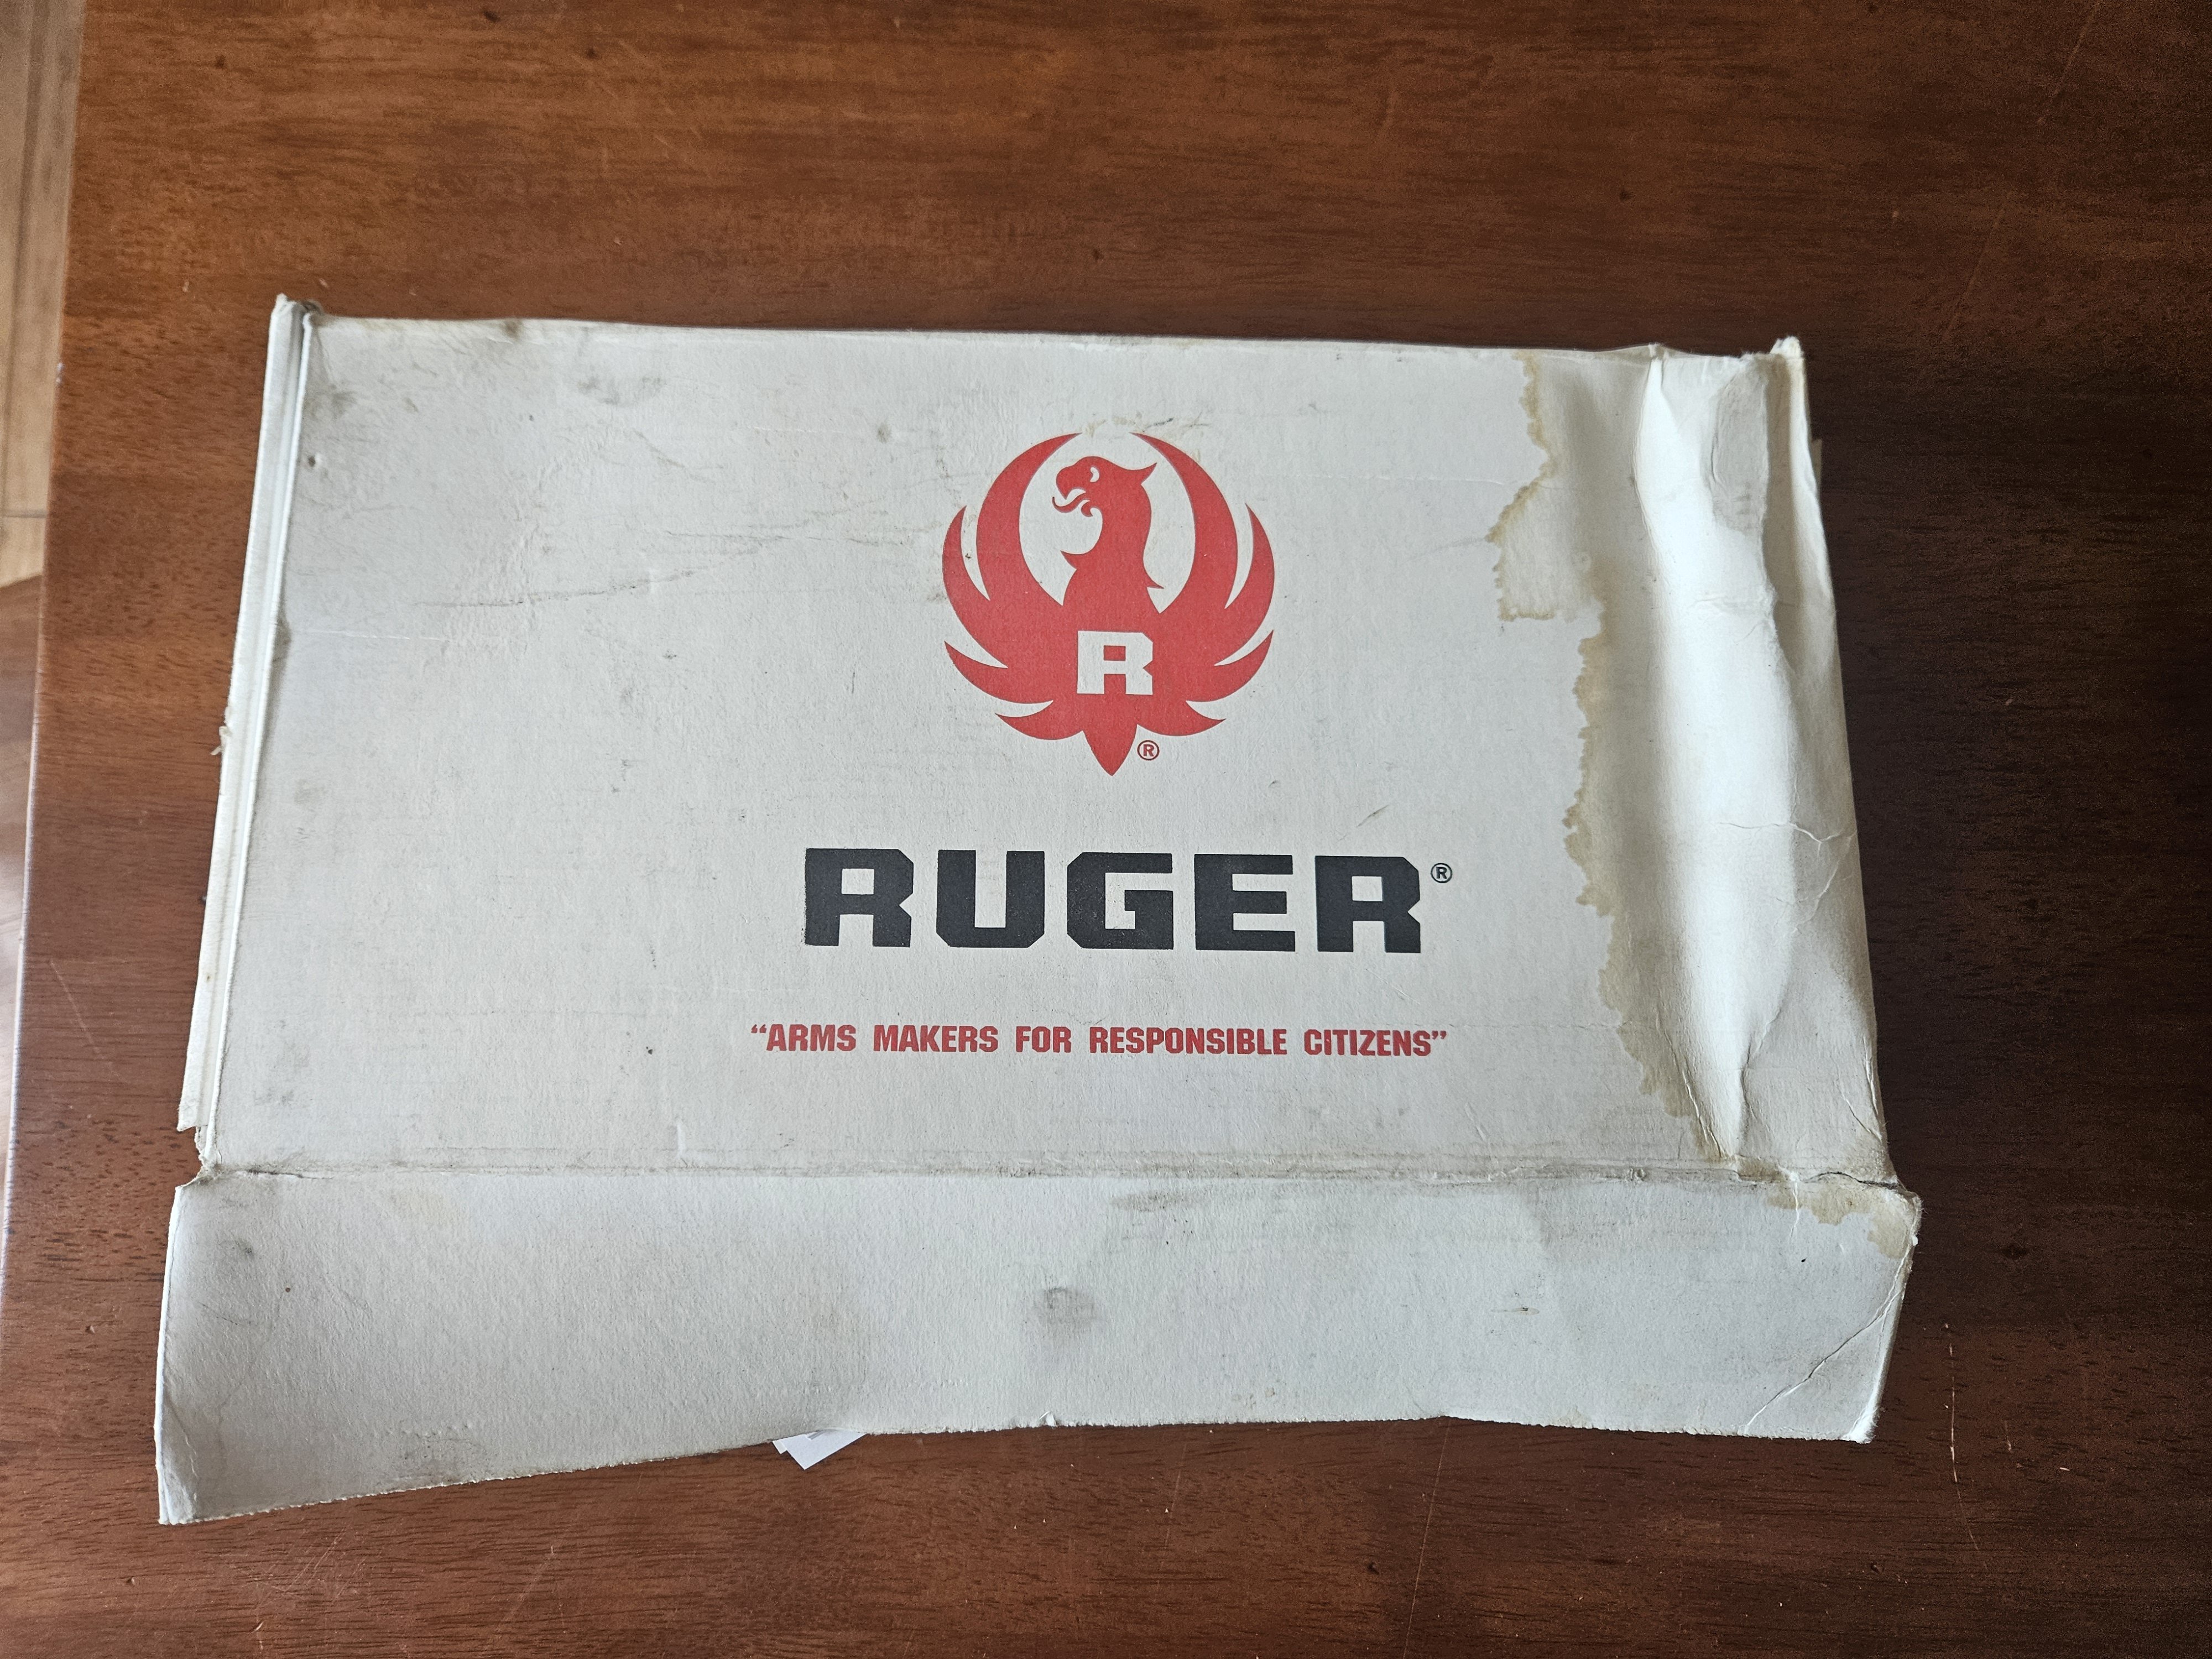 R
®
RUGER®
“ARMS MAKERS FOR RESPONSIBLE CITIZENS”